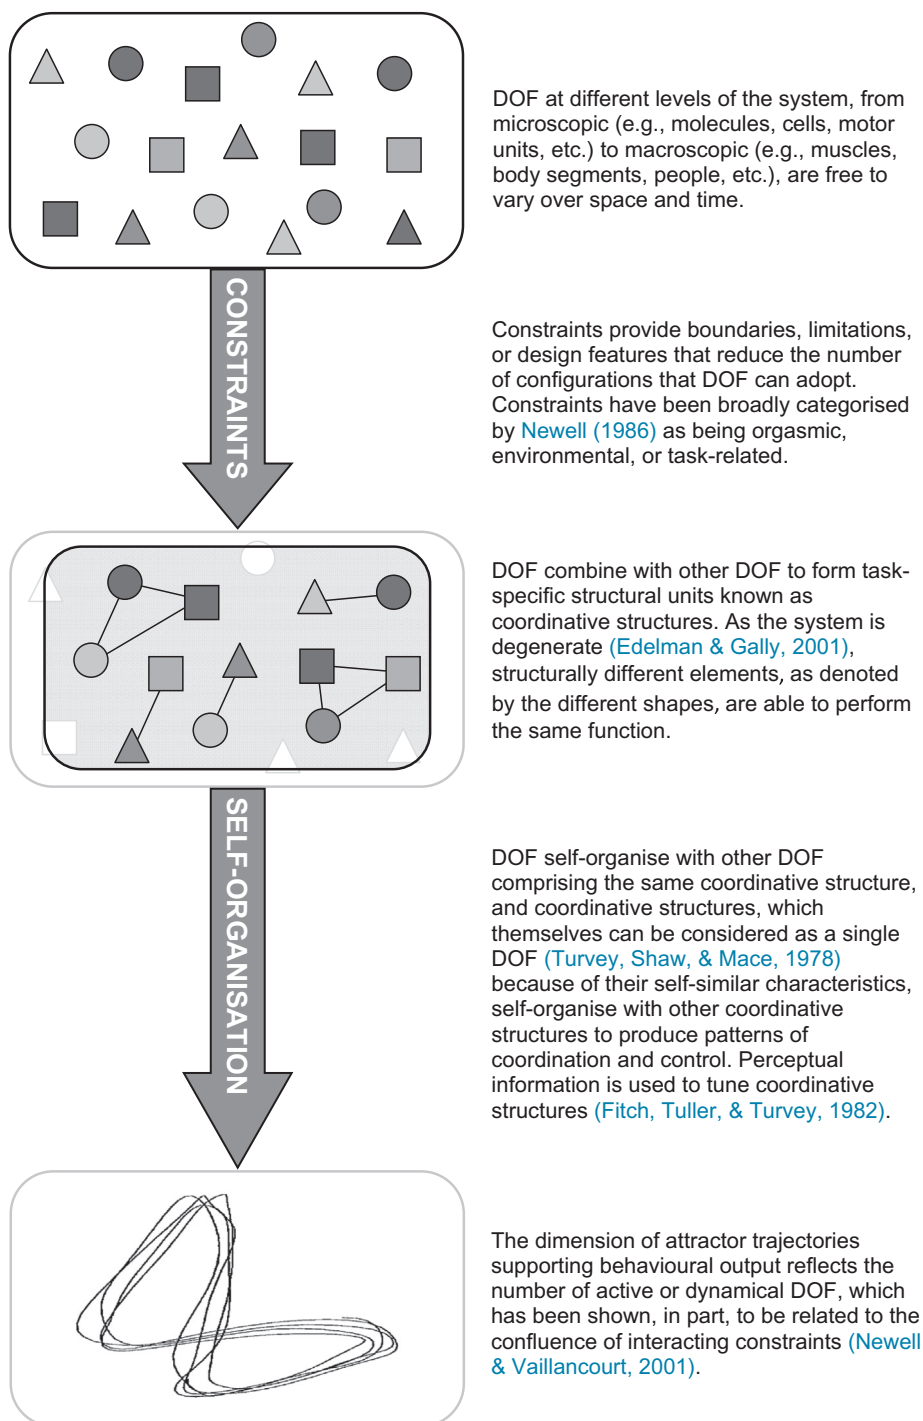 DOF at different levels of the system, from
microscopic (e.g., molecules, cells, motor
units, etc.) to macroscopic (e.g., muscles,
body segments, people, etc.), are free to
vary over space and time.
CONSTRAINTS
Constraints provide boundaries, limitations,
or design features that reduce the number
of configurations that DOF can adopt.
Constraints have been broadly categorised
by Newell (1986) as being orgasmic,
environmental, or task-related.
DOF combine with other DOF to form task-
specific structural units known as
coordinative structures. As the system is
degenerate (Edelman & Gally, 2001),
structurally different elements, as denoted
by the different shapes, are able to perform
the same function.
SELF-ORGANISATION
DOF self-organise with other DOF
comprising the same coordinative structure,
and coordinative structures, which
themselves can be considered as a single
DOF (Turvey, Shaw, & Mace, 1978)
because of their self-similar characteristics,
self-organise with other coordinative
structures to produce patterns of
coordination and control. Perceptual
information is used to tune coordinative
structures (Fitch, Tuller, & Turvey, 1982).
The dimension of attractor trajectories
supporting behavioural output reflects the
number of active or dynamical DOF, which
has been shown, in part, to be related to the
confluence of interacting constraints (Newell
& Vaillancourt, 2001).